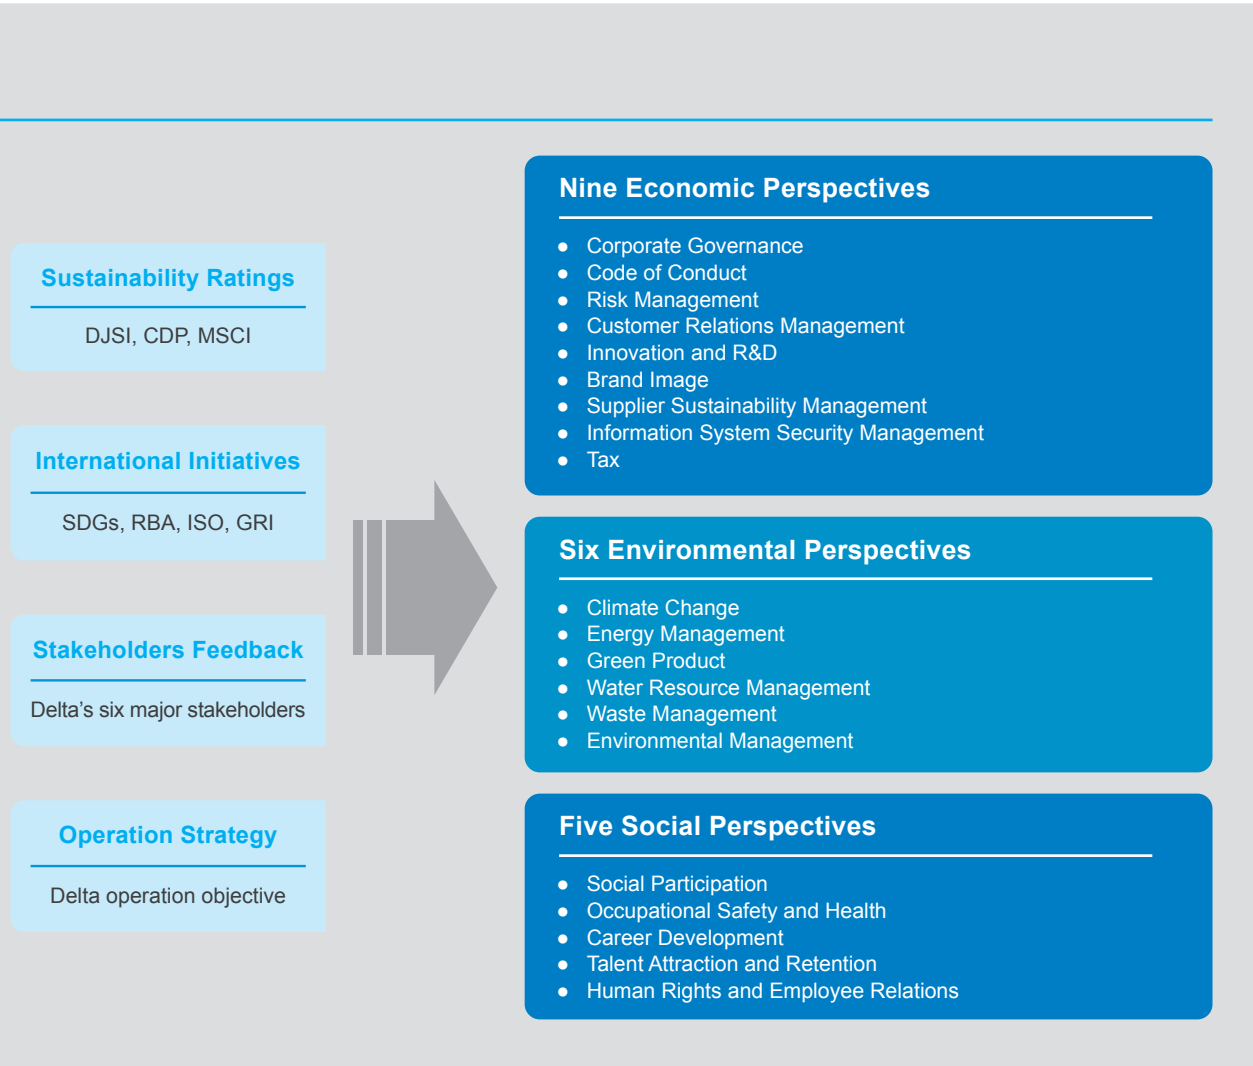 Sustainability Ratings
DJSI, CDP, MSCI
International Initiatives
SDGs, RBA, ISO, GRI
Stakeholders Feedback
Delta’s six major stakeholders
Operation Strategy
Delta operation objective
Nine Economic Perspectives
● Corporate Governance
● Code of Conduct
● Risk Management
● Customer Relations Management
● Innovation and R&D
● Brand Image
● Supplier Sustainability Management
● Information System Security Management
● Tax
Six Environmental Perspectives
● Climate Change
● Energy Management
● Green Product
● Water Resource Management
● Waste Management
● Environmental Management
Five Social Perspectives
● Social Participation
● Occupational Safety and Health
● Career Development
● Talent Attraction and Retention
● Human Rights and Employee Relations